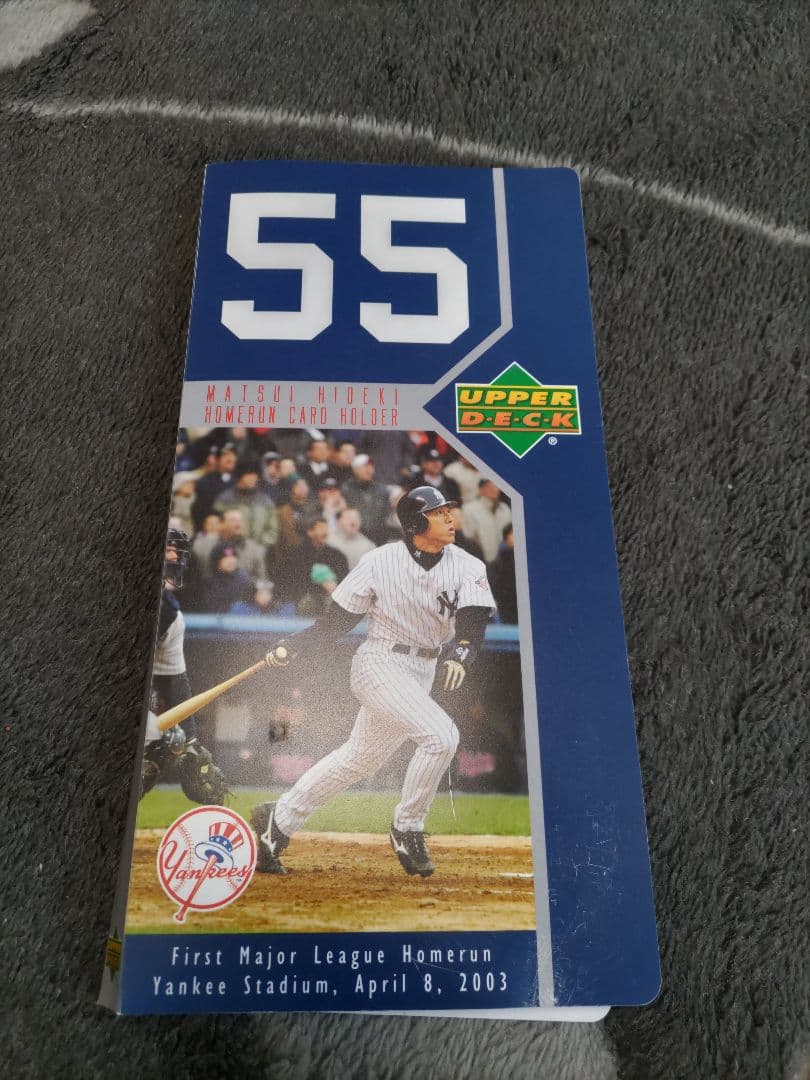 55
MATSUI HIDEKI
HOMERUN CARD HOLDER
UPPER
D·E·C·K
®
NY
Yankees
First Major League Homerun
Yankee Stadium, April 8, 2003